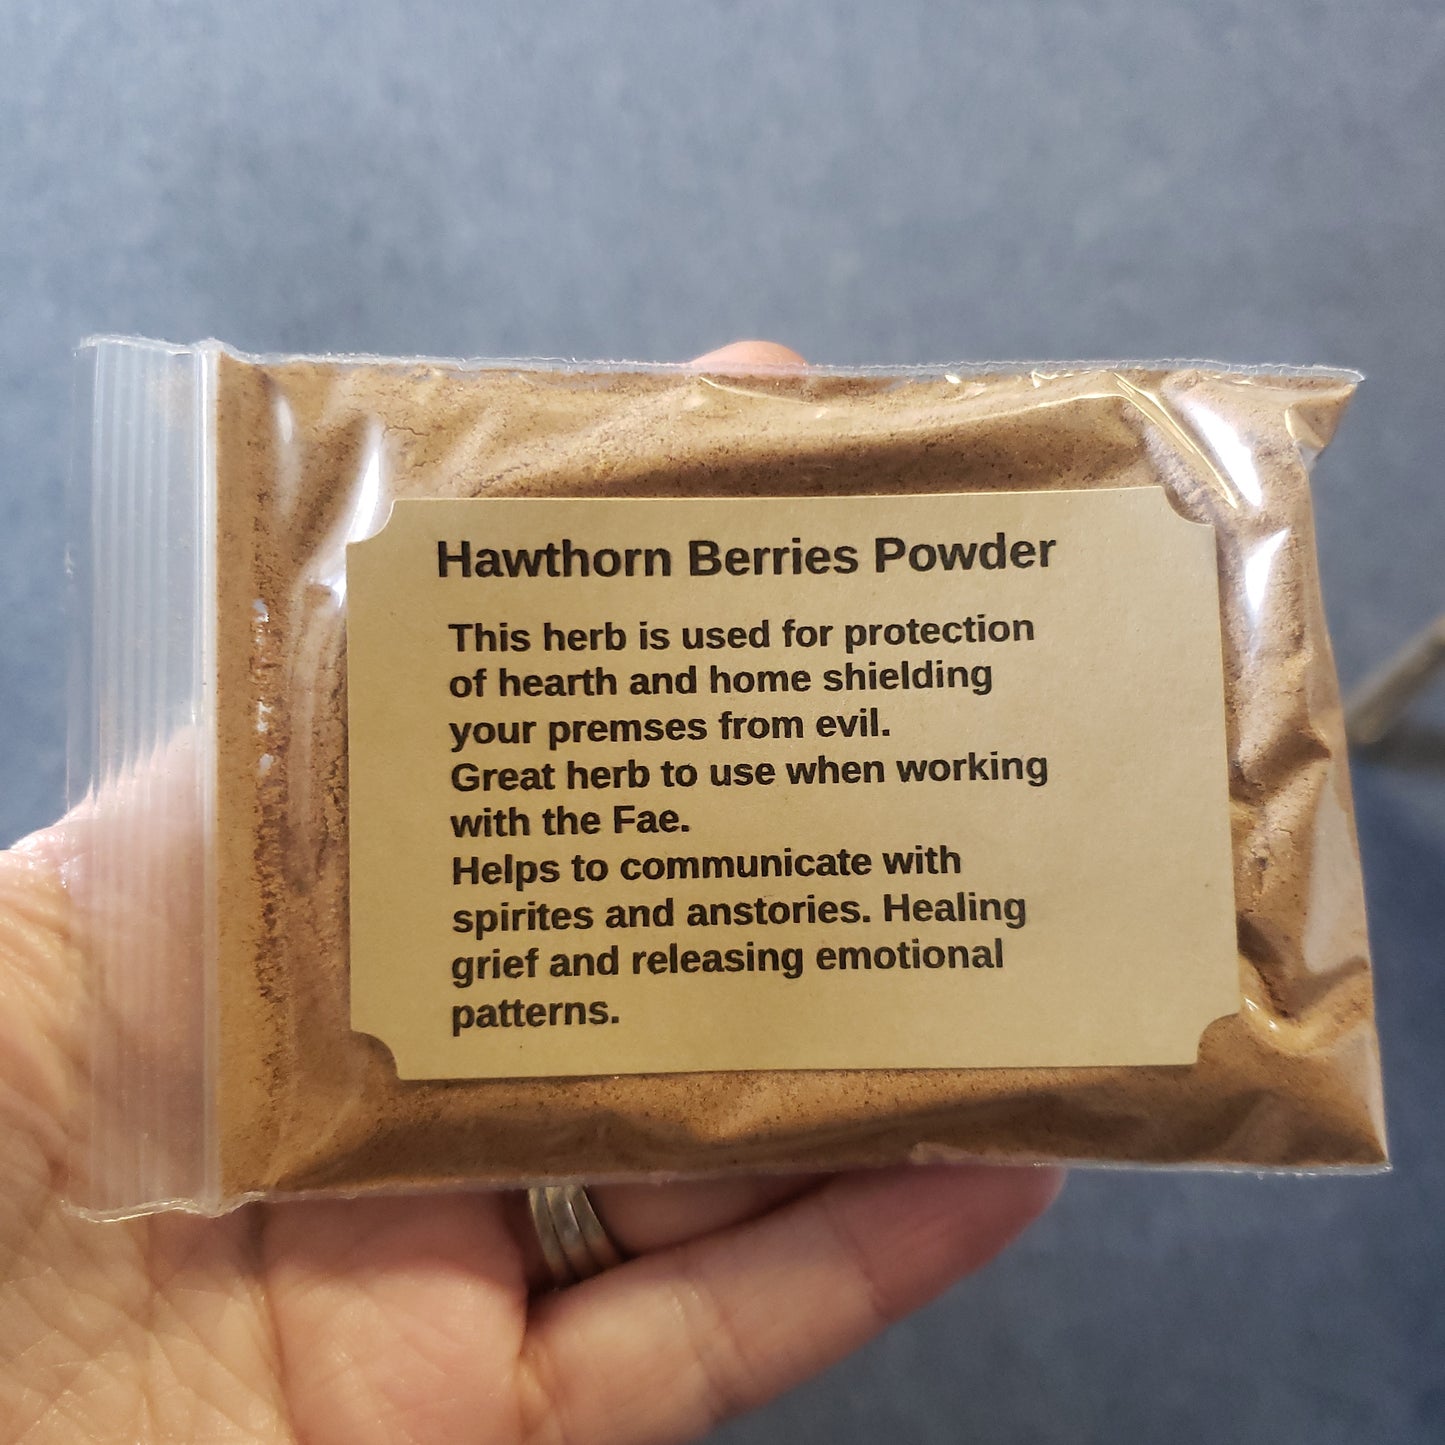 Hawthorn Berries Powder
This herb is used for protection
of hearth and home shielding
your premses from evil.
Great herb to use when working
with the Fae.
Helps to communicate with
spirites and anstories. Healing
grief and releasing emotional
patterns.